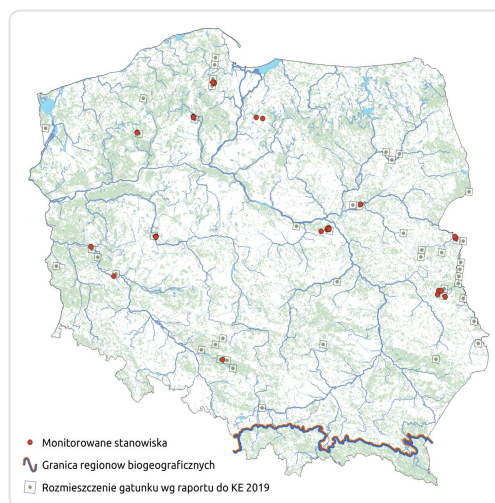 Monitorowane stanowiska
Granica regionow biogeograficznych
Rozmieszczenie gatunku wg raportu do KE 2019